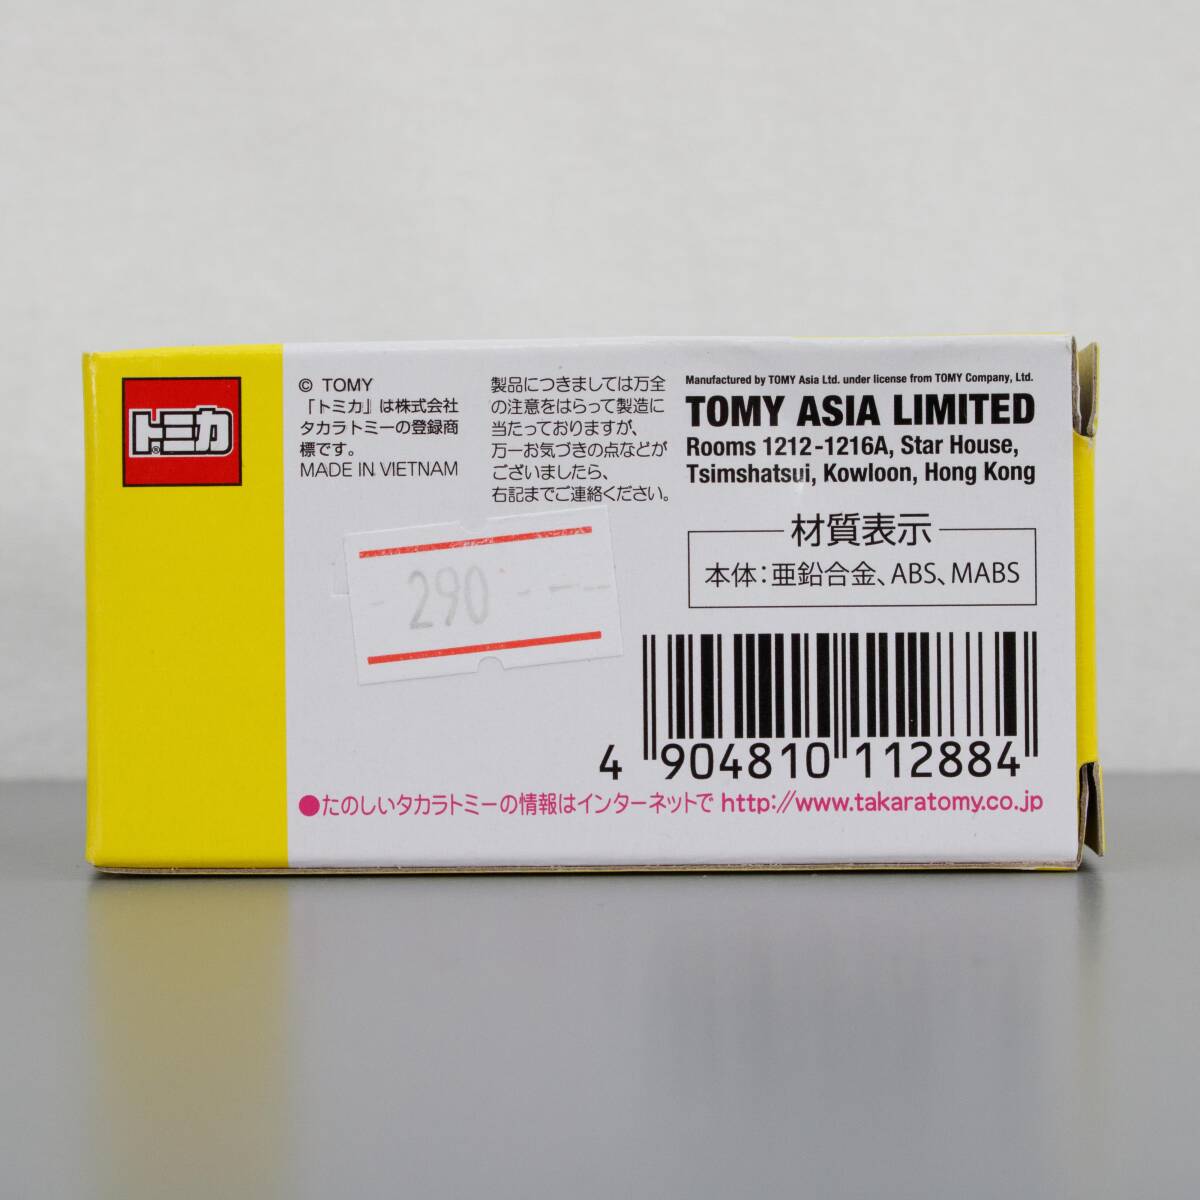 トミカ®
© TOMY
「トミカ」は株式会社
タカラトミーの登録商
標です。
MADE IN VIETNAM
製品につきましては万全
の注意をはらって製造に
当たっておりますが、
万一お気づきの点などが
ございましたら、
右記までご連絡ください。
Manufactured by TOMY Asia Ltd. under license from TOMY Company, Ltd.
TOMY ASIA LIMITED
Rooms 1212-1216A, Star House,
Tsimshatsui, Kowloon, Hong Kong
材質表示
本体：亜鉛合金、ABS、MABS
- 290 - — --
4 904810 112884
●たのしいタカラトミーの情報はインターネットで http://www.takaratomy.co.jp